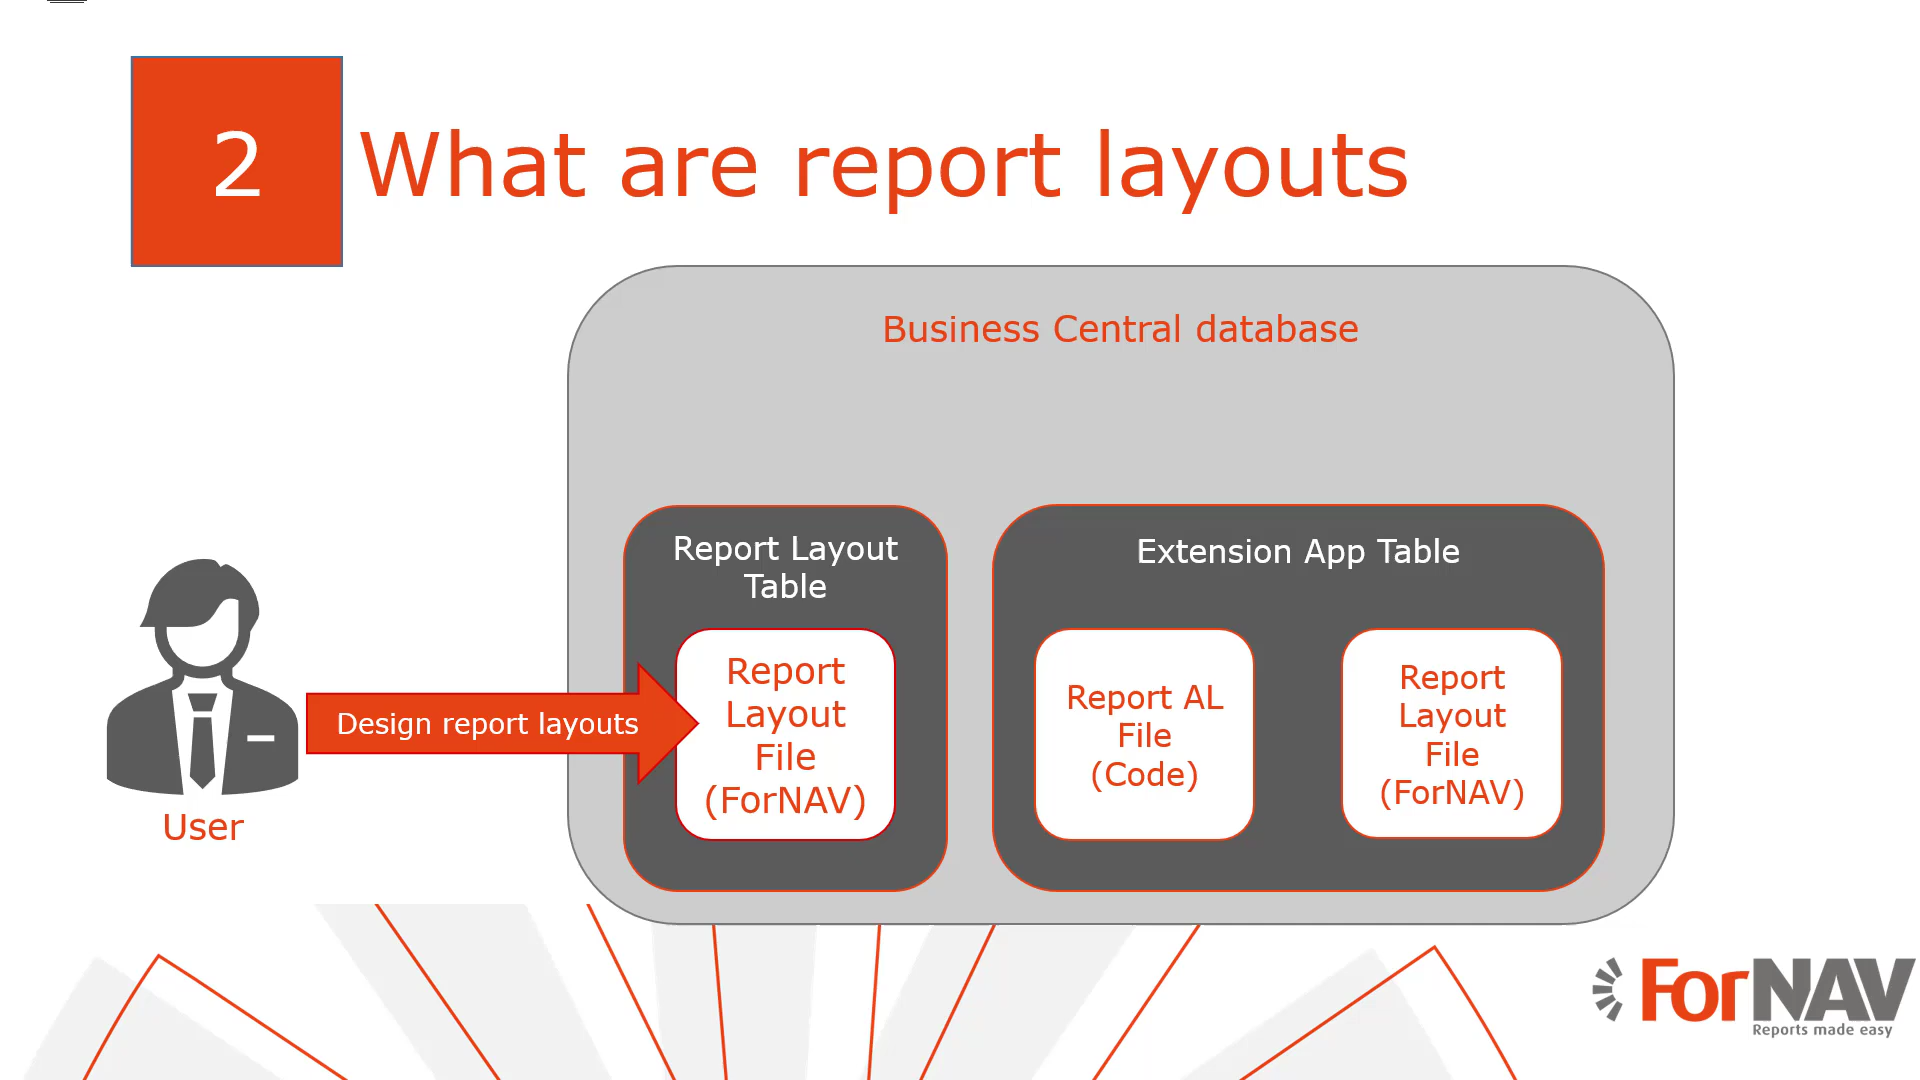 2
What are report layouts
Business Central database
Report Layout
Table
Extension App Table
Report
Layout
File
(ForNAV)
Report AL
File
(Code)
Report
Layout
File
(ForNAV)
Design report layouts
User
ForNAV
Reports made easy